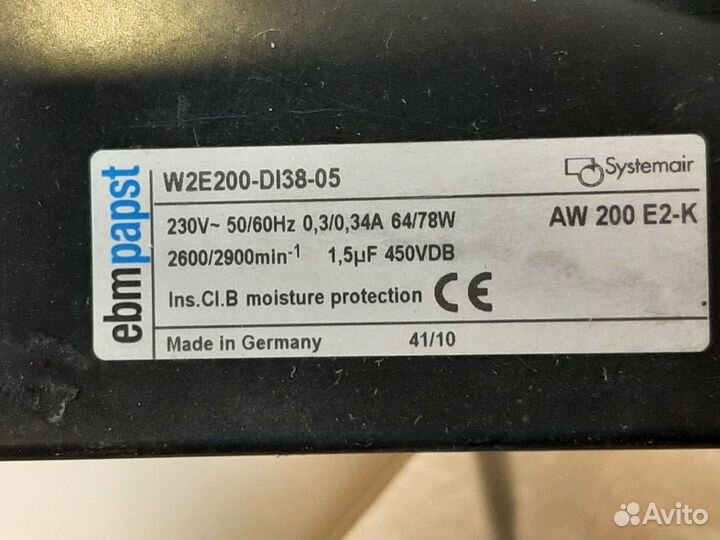 ebmpapst
W2E200-DI38-05
Systemair
230V~ 50/60Hz 0,3/0,34A 64/78W
AW 200 E2-K
2600/2900min-1 1,5µF 450VDB
Ins.Cl.B moisture protection CE
Made in Germany 41/10
Avito